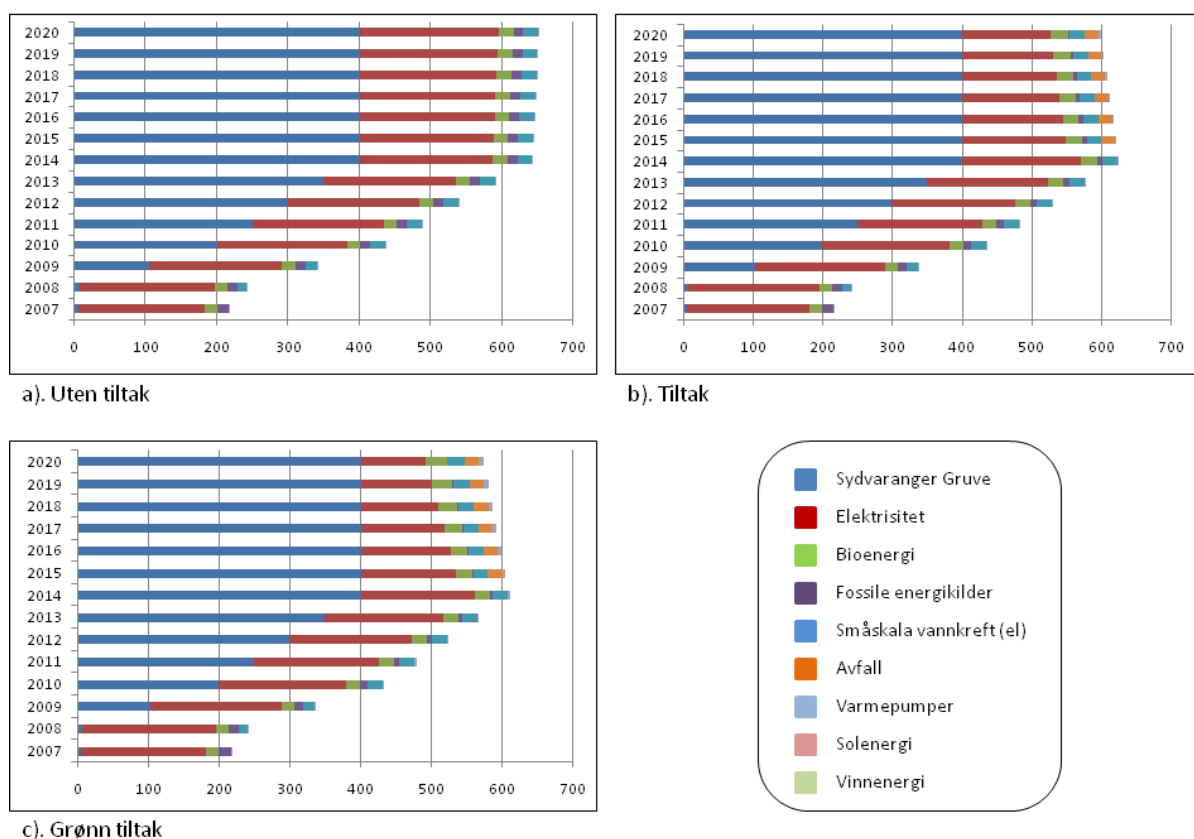 2020
2019
2018
2017
2016
2015
2014
2013
2012
2011
2010
2009
2008
2007
0 100 200 300 400 500 600 700
a). Uten tiltak
2020
2019
2018
2017
2016
2015
2014
2013
2012
2011
2010
2009
2008
2007
0 100 200 300 400 500 600 700
b). Tiltak
2020
2019
2018
2017
2016
2015
2014
2013
2012
2011
2010
2009
2008
2007
0 100 200 300 400 500 600 700
c). Grønn tiltak
Sydvaranger Gruve
Elektrisitet
Bioenergi
Fossile energikilder
Småskala vannkreft (el)
Avfall
Varmepumper
Solenergi
Vinnenergi